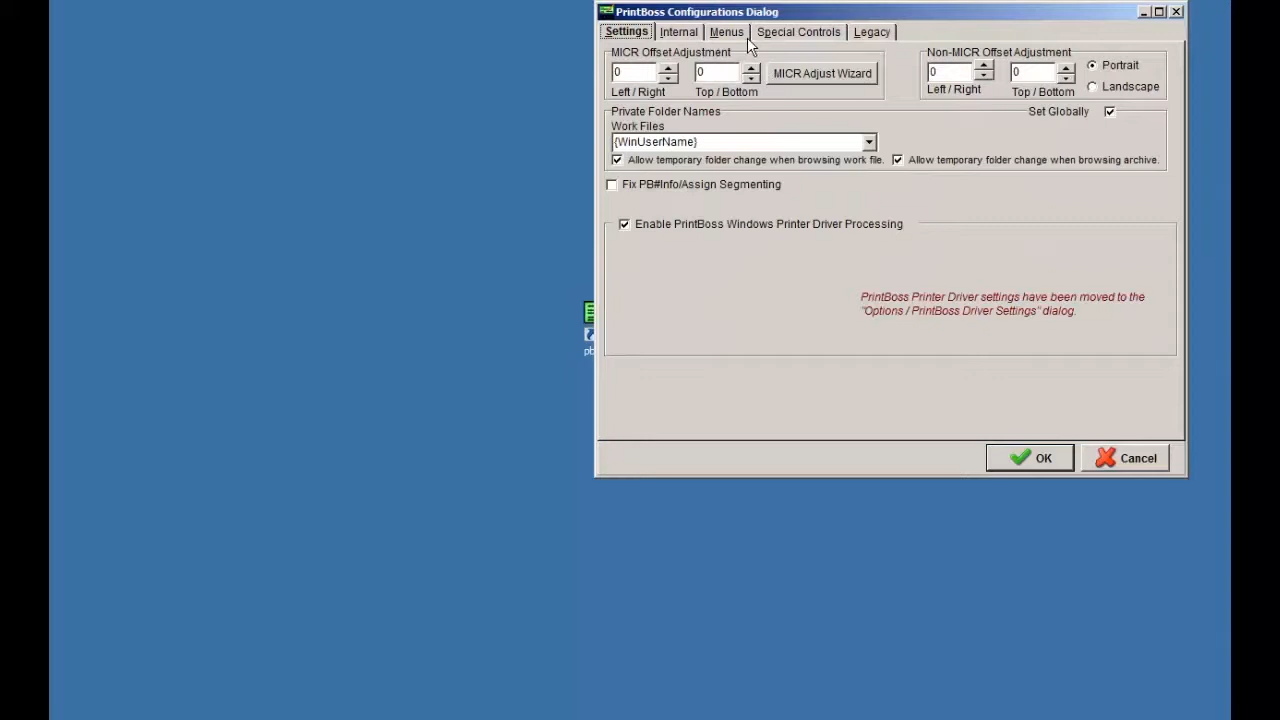 PrintBoss Configurations Dialog
Settings Internal Menus Special Controls Legacy
MICR Offset Adjustment
0 0 MICR Adjust Wizard
Left / Right Top / Bottom
Non-MICR Offset Adjustment
0 0 Portrait
Left / Right Top / Bottom Landscape
Private Folder Names Set Globally
Work Files
{WinUserName}
Allow temporary folder change when browsing work file. Allow temporary folder change when browsing archive.
Fix PB#Info/Assign Segmenting
Enable PrintBoss Windows Printer Driver Processing
PrintBoss Printer Driver settings have been moved to the
"Options / PrintBoss Driver Settings" dialog.
pb
OK Cancel